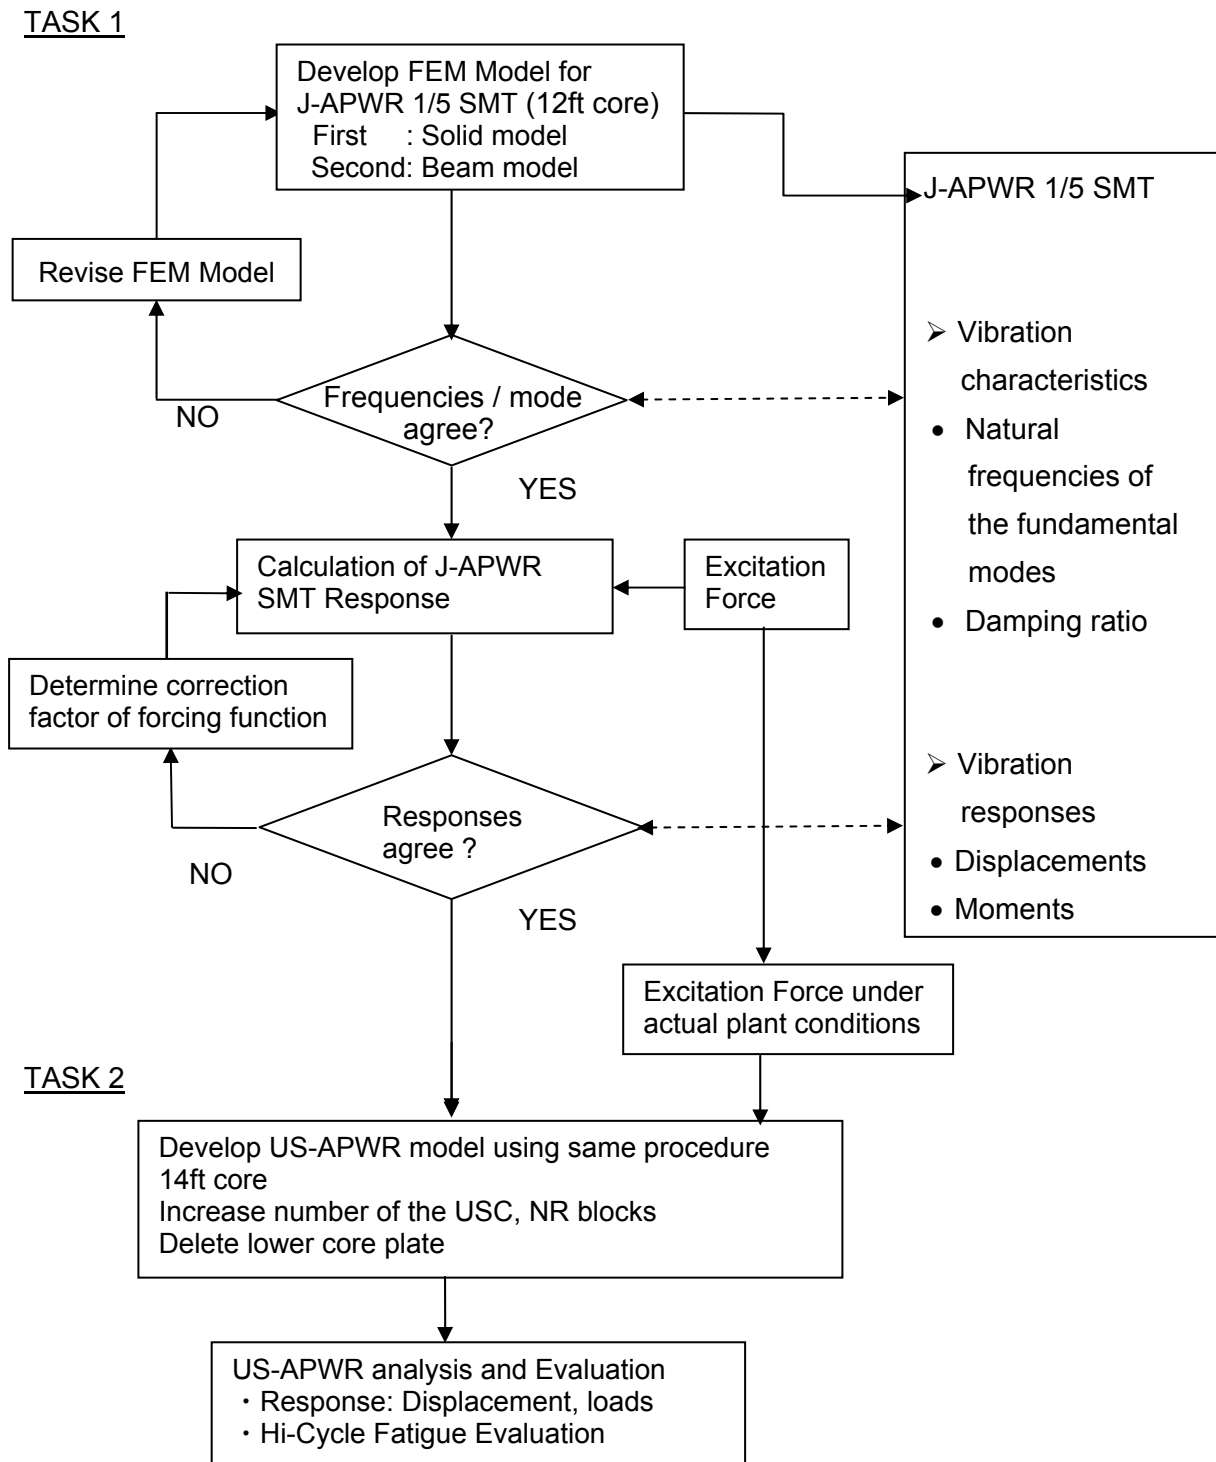 TASK 1
Develop FEM Model for
J-APWR 1/5 SMT (12ft core)
First : Solid model
Second: Beam model
Revise FEM Model
Frequencies / mode
agree?
NO
YES
Calculation of J-APWR
SMT Response
Excitation
Force
Determine correction
factor of forcing function
Responses
agree ?
NO
YES
J-APWR 1/5 SMT
➢ Vibration
characteristics
• Natural
frequencies of
the fundamental
modes
• Damping ratio
➢ Vibration
responses
• Displacements
• Moments
Excitation Force under
actual plant conditions
TASK 2
Develop US-APWR model using same procedure
14ft core
Increase number of the USC, NR blocks
Delete lower core plate
US-APWR analysis and Evaluation
・Response: Displacement, loads
・Hi-Cycle Fatigue Evaluation